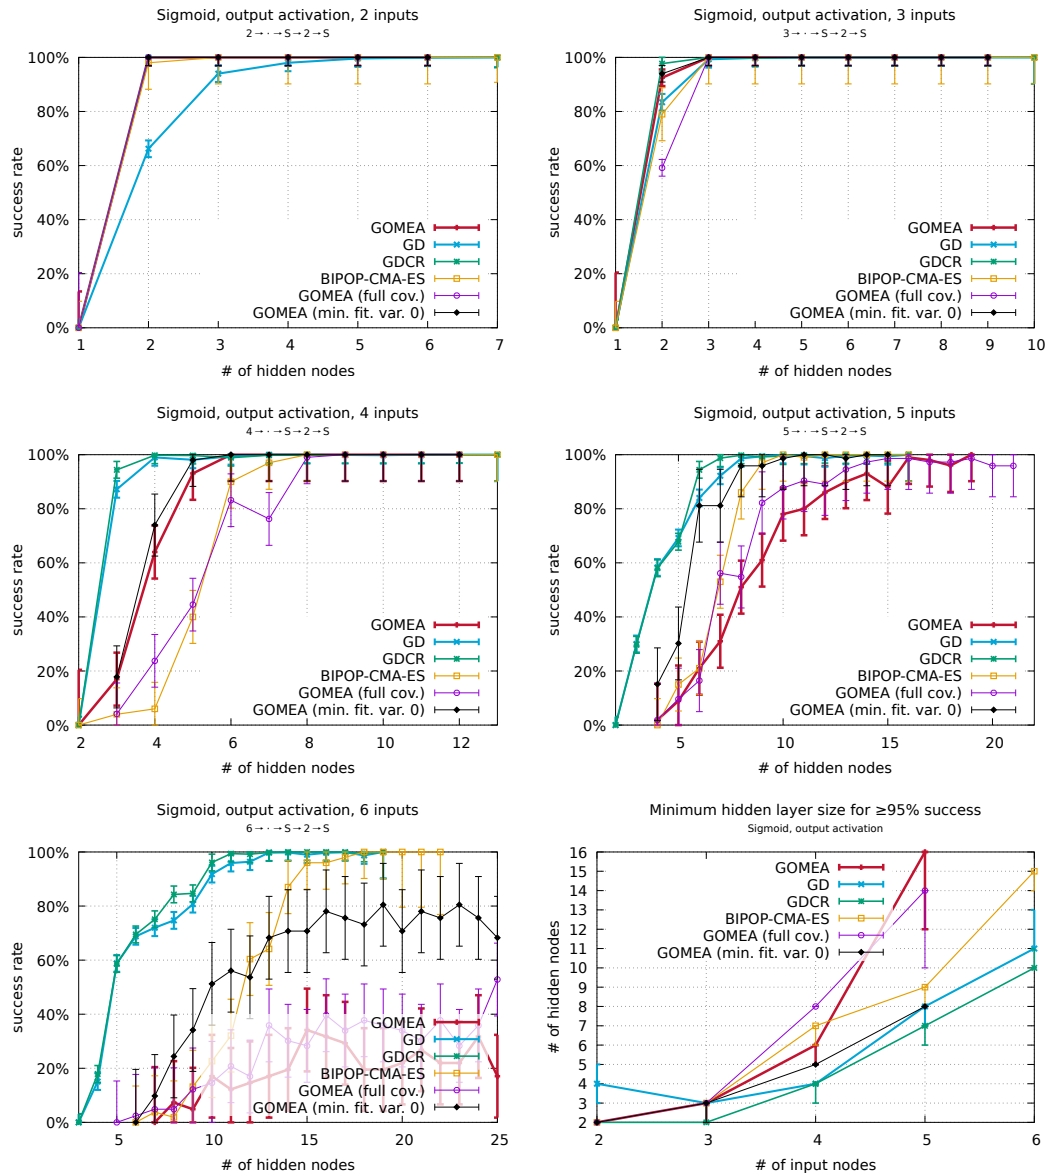 Sigmoid, output activation, 2 inputs
2→·→S→2→S
success rate
100%
80%
60%
40%
20%
0%
GOMEA
GD
GDCR
BIPOP-CMA-ES
GOMEA (full cov.)
GOMEA (min. fit. var. 0)
1 2 3 4 5 6 7
# of hidden nodes
Sigmoid, output activation, 3 inputs
3→·→S→2→S
success rate
100%
80%
60%
40%
20%
0%
GOMEA
GD
GDCR
BIPOP-CMA-ES
GOMEA (full cov.)
GOMEA (min. fit. var. 0)
1 2 3 4 5 6 7 8 9 10
# of hidden nodes
Sigmoid, output activation, 4 inputs
4→·→S→2→S
success rate
100%
80%
60%
40%
20%
0%
GOMEA
GD
GDCR
BIPOP-CMA-ES
GOMEA (full cov.)
GOMEA (min. fit. var. 0)
2 4 6 8 10 12
# of hidden nodes
Sigmoid, output activation, 5 inputs
5→·→S→2→S
success rate
100%
80%
60%
40%
20%
0%
GOMEA
GD
GDCR
BIPOP-CMA-ES
GOMEA (full cov.)
GOMEA (min. fit. var. 0)
5 10 15 20
# of hidden nodes
Sigmoid, output activation, 6 inputs
6→·→S→2→S
success rate
100%
80%
60%
40%
20%
0%
GOMEA
GD
GDCR
BIPOP-CMA-ES
GOMEA (full cov.)
GOMEA (min. fit. var. 0)
5 10 15 20 25
# of hidden nodes
Minimum hidden layer size for ≥95% success
Sigmoid, output activation
# of hidden nodes
16
15
14
13
12
11
10
9
8
7
6
5
4
3
2
GOMEA
GD
GDCR
BIPOP-CMA-ES
GOMEA (full cov.)
GOMEA (min. fit. var. 0)
2 3 4 5 6
# of input nodes